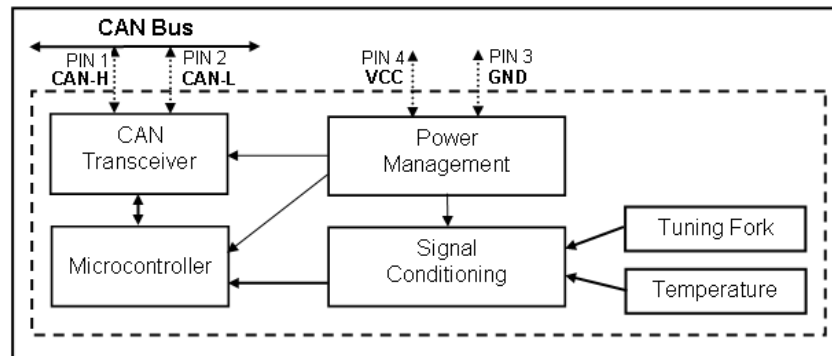 CAN Bus
PIN 1
CAN-H
PIN 2
CAN-L
PIN 4
VCC
PIN 3
GND
CAN
Transceiver
Power
Management
Microcontroller
Signal
Conditioning
Tuning Fork
Temperature